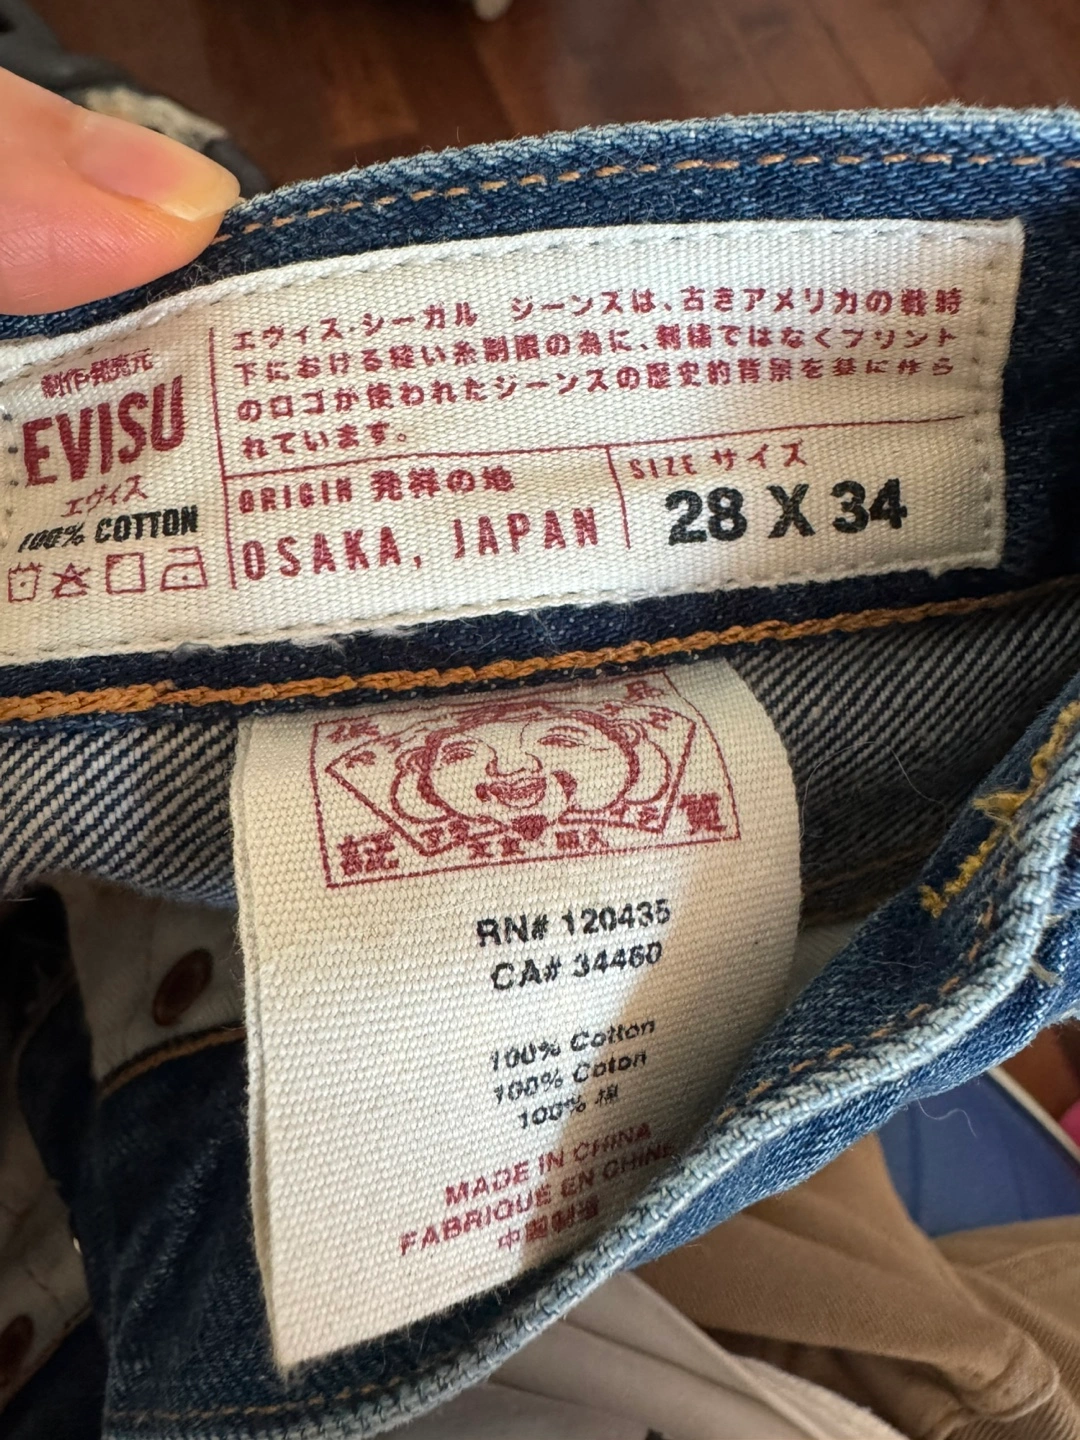 制作・発売元
EVISU
エヴィス
100% COTTON
エヴィス・シーガル ジーンスは、古きアメリカの戦時
下における縫い糸制限の為に、刺繍ではなくプリント
のロゴが使われたジーンスの歴史的背景を基に作ら
れています。
ORIGIN 発祥の地
OSAKA, JAPAN
SIZE サイズ
28 X 34
RN# 120435
CA# 34460
100% Cotton
100% Coton
100% 棉
MADE IN CHINA
FABRIQUE EN CHINE
中國製造